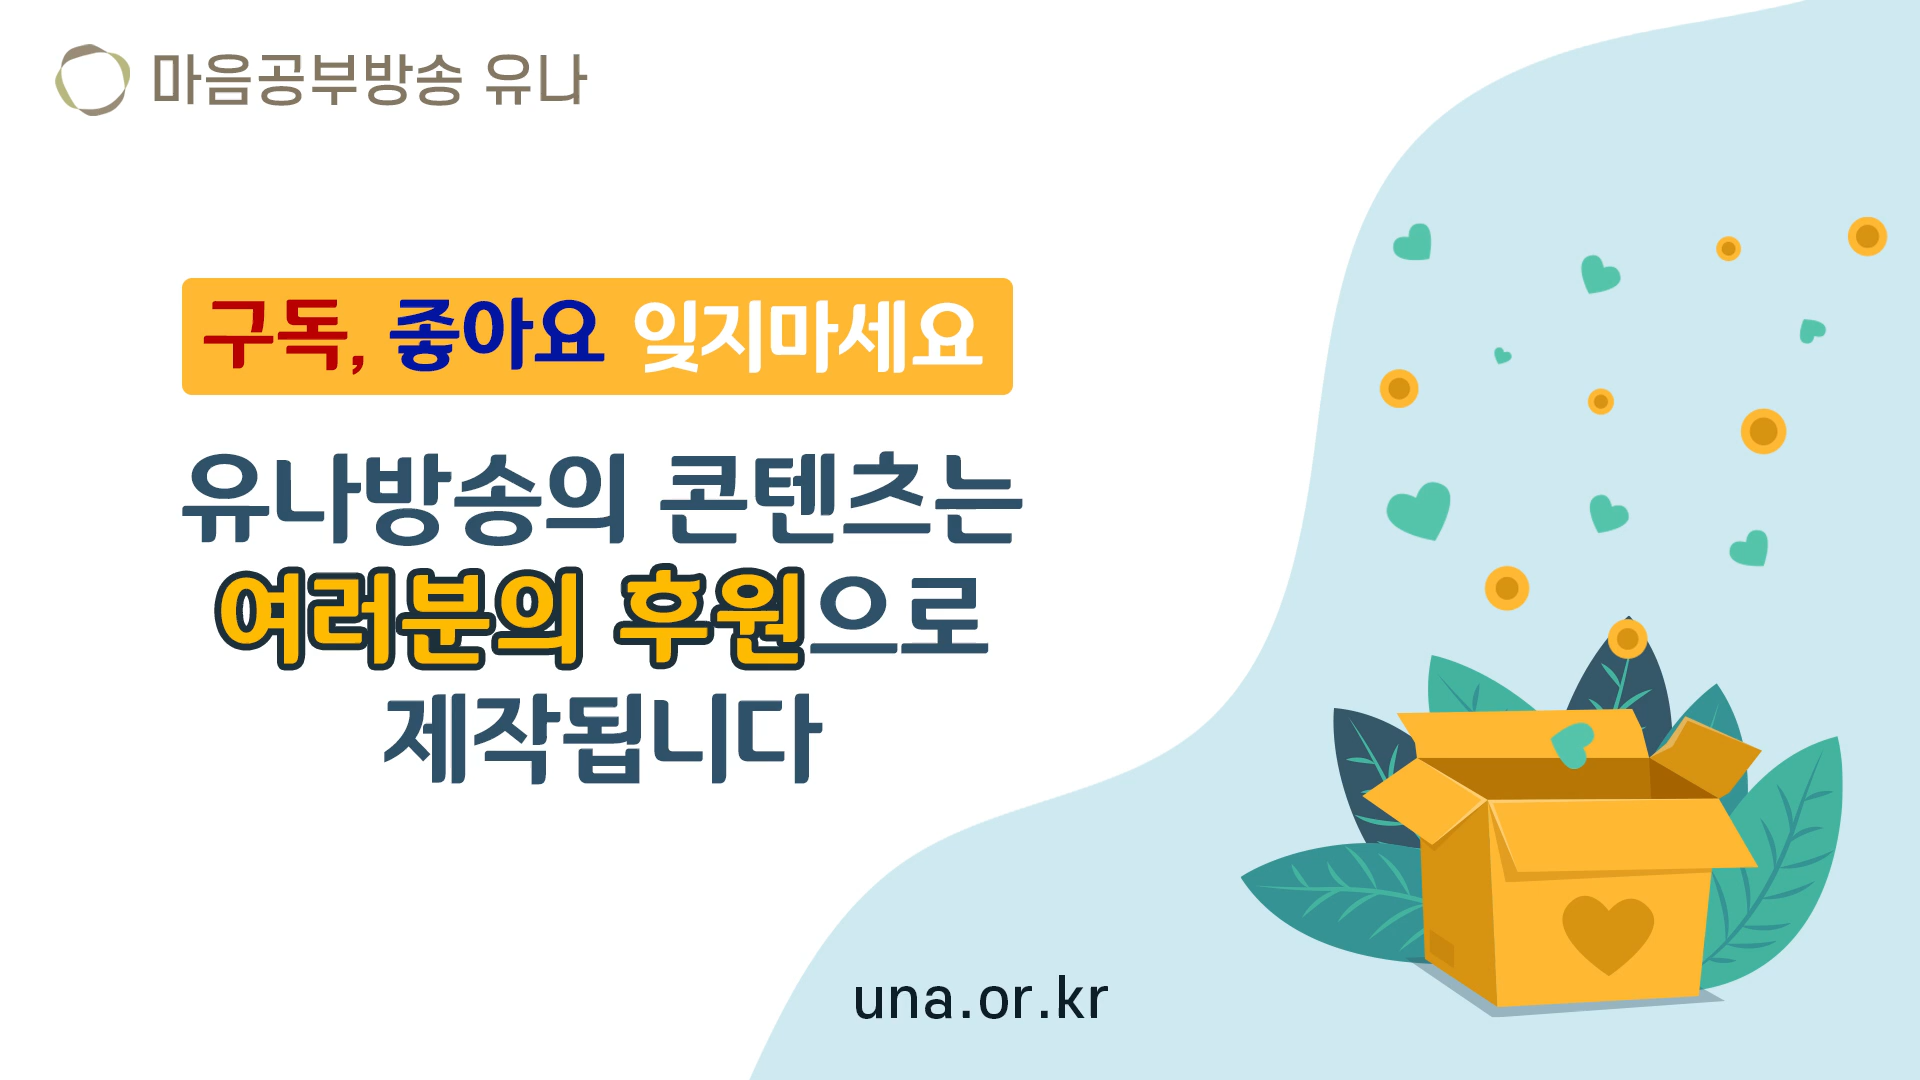 마음공부방송 유나
구독, 좋아요 잊지마세요
유나방송의 콘텐츠는
여러분의 후원으로
제작됩니다
una.or.kr